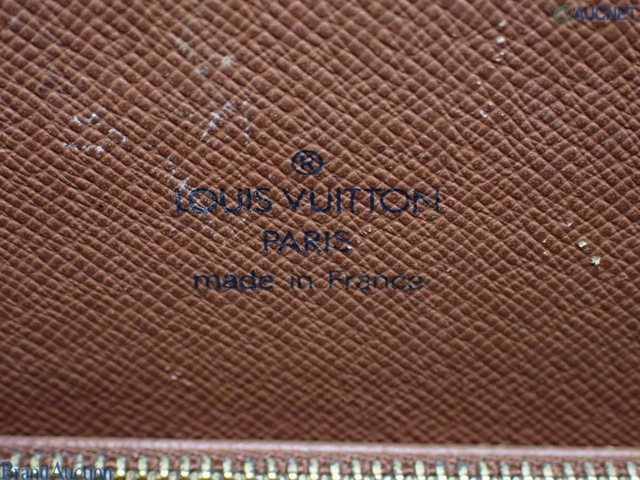 AUCNET
®
LOUIS VUITTON
PARIS
made in France
Brand Auction